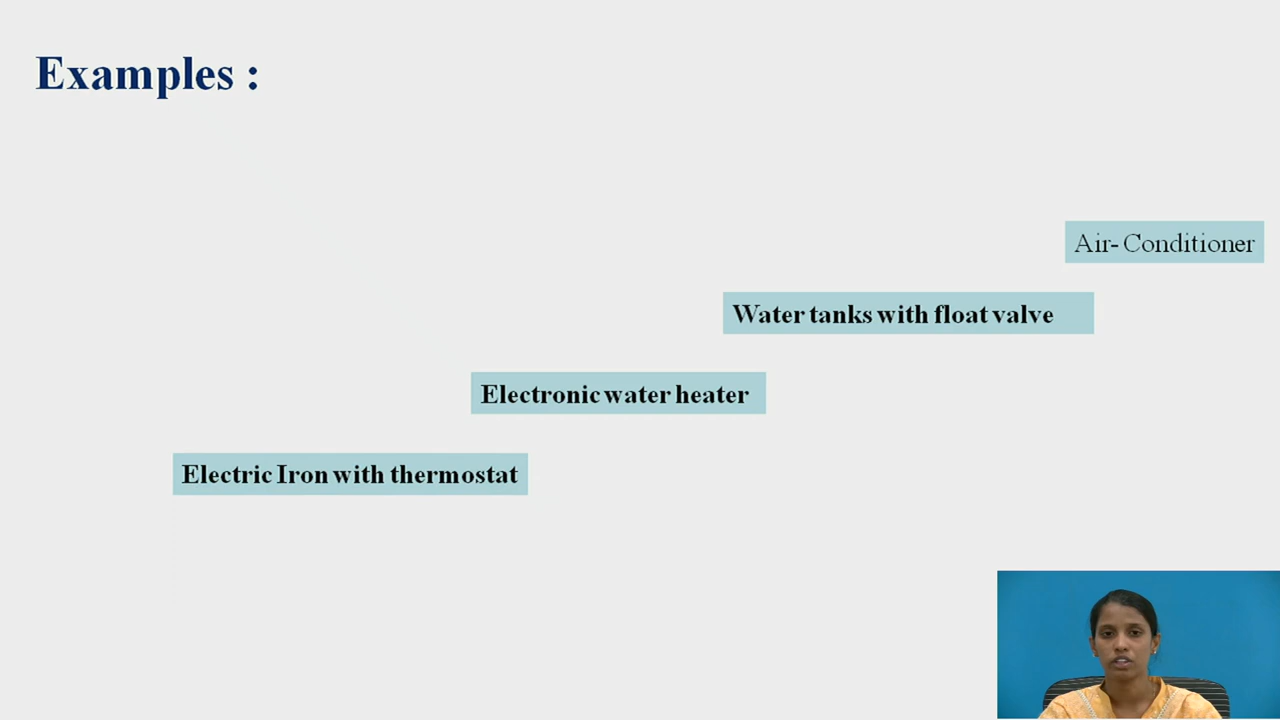 Examples :
Air- Conditioner
Water tanks with float valve
Electronic water heater
Electric Iron with thermostat